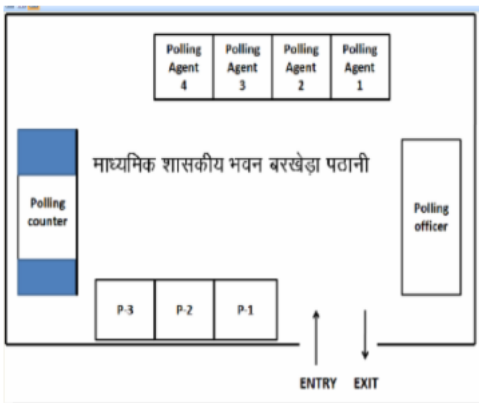 Polling Agent 4
Polling Agent 3
Polling Agent 2
Polling Agent 1
माध्यमिक शासकीय भवन बरखेड़ा पठानी
Polling counter
Polling officer
P-3
P-2
P-1
ENTRY
EXIT